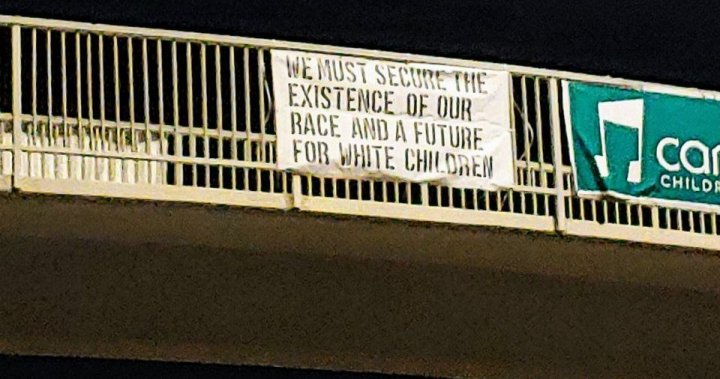 WE MUST SECURE THE
EXISTENCE OF OUR
RACE AND A FUTURE
FOR WHITE CHILDREN